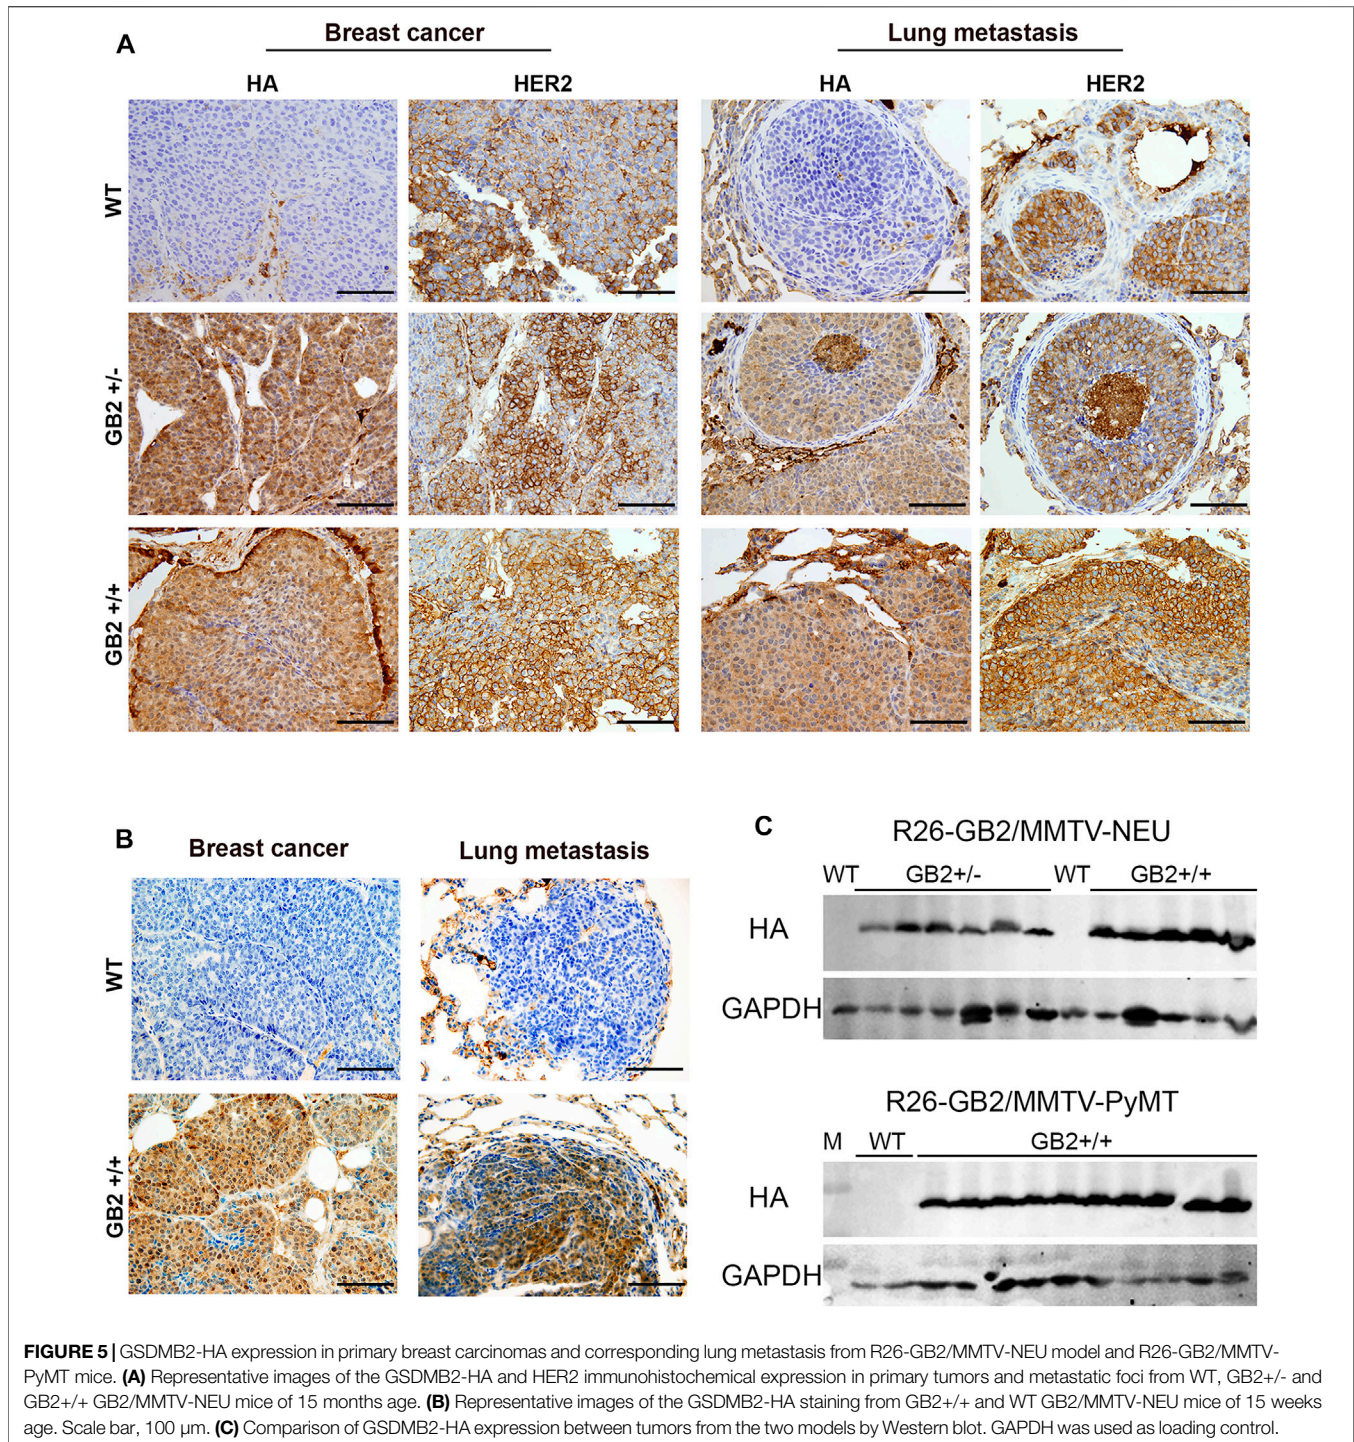 A
Breast cancer
Lung metastasis
HA
HER2
HA
HER2
WT
GB2 +/-
GB2 +/+
B
Breast cancer
Lung metastasis
WT
GB2 +/+
C
R26-GB2/MMTV-NEU
WT GB2+/- WT GB2+/+
HA
GAPDH
R26-GB2/MMTV-PyMT
M WT GB2+/+
HA
GAPDH
FIGURE 5 | GSDMB2-HA expression in primary breast carcinomas and corresponding lung metastasis from R26-GB2/MMTV-NEU model and R26-GB2/MMTV-
PyMT mice. (A) Representative images of the GSDMB2-HA and HER2 immunohistochemical expression in primary tumors and metastatic foci from WT, GB2+/- and
GB2+/+ GB2/MMTV-NEU mice of 15 months age. (B) Representative images of the GSDMB2-HA staining from GB2+/+ and WT GB2/MMTV-NEU mice of 15 weeks
age. Scale bar, 100 μm. (C) Comparison of GSDMB2-HA expression between tumors from the two models by Western blot. GAPDH was used as loading control.